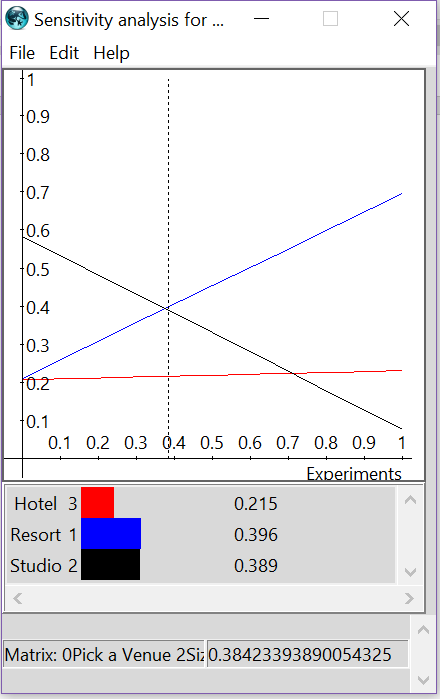 Sensitivity analysis for ...
File Edit Help
1
0.9
0.8
0.7
0.6
0.5
0.4
0.3
0.2
0.1
0.1 0.2 0.3 0.4 0.5 0.6 0.7 0.8 0.9 1
Experiments
Hotel 3 0.215
Resort 1 0.396
Studio 2 0.389
Matrix: 0Pick a Venue 2Siz 0.38423393890054325